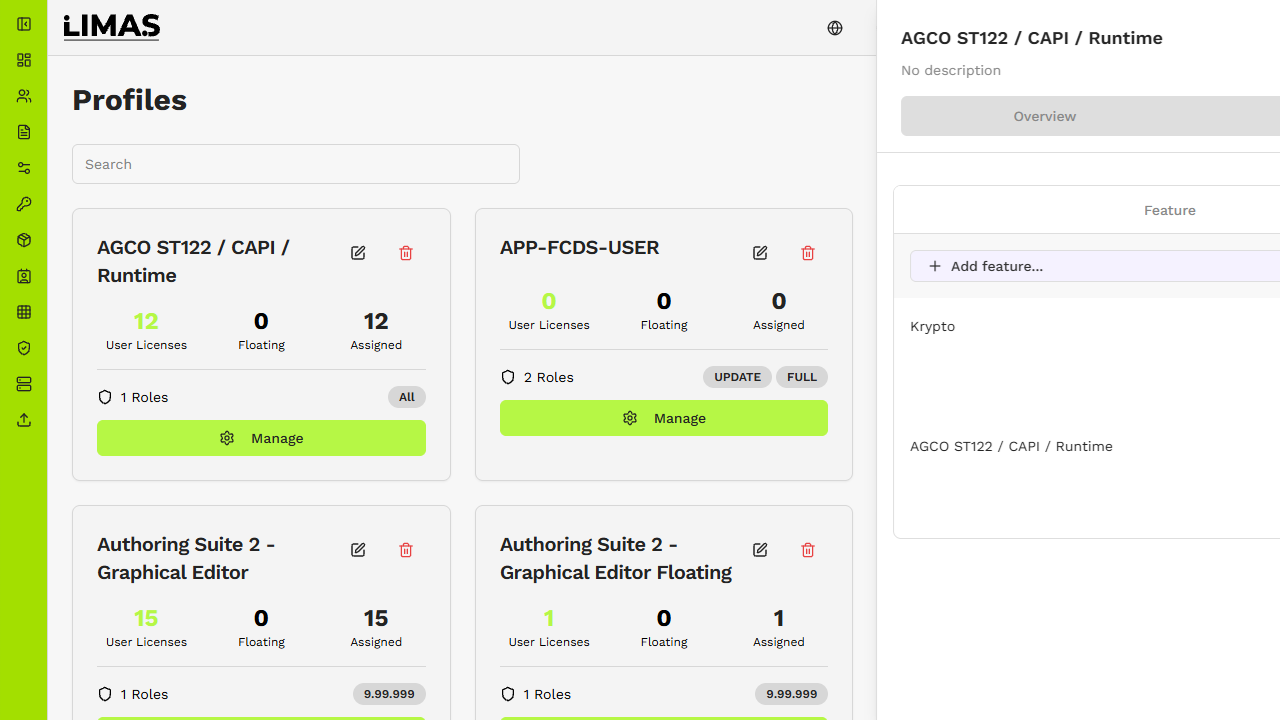 LIMAS
Profiles
Search
AGCO ST122 / CAPI /
Runtime
12
User Licenses
0
Floating
12
Assigned
1 Roles
All
Manage
APP-FCDS-USER
0
User Licenses
0
Floating
0
Assigned
2 Roles
UPDATE
FULL
Manage
Authoring Suite 2 -
Graphical Editor
15
User Licenses
0
Floating
15
Assigned
1 Roles
9.99.999
Authoring Suite 2 -
Graphical Editor Floating
1
User Licenses
0
Floating
1
Assigned
1 Roles
9.99.999
AGCO ST122 / CAPI / Runtime
No description
Overview
Feature
Add feature...
Krypto
AGCO ST122 / CAPI / Runtime